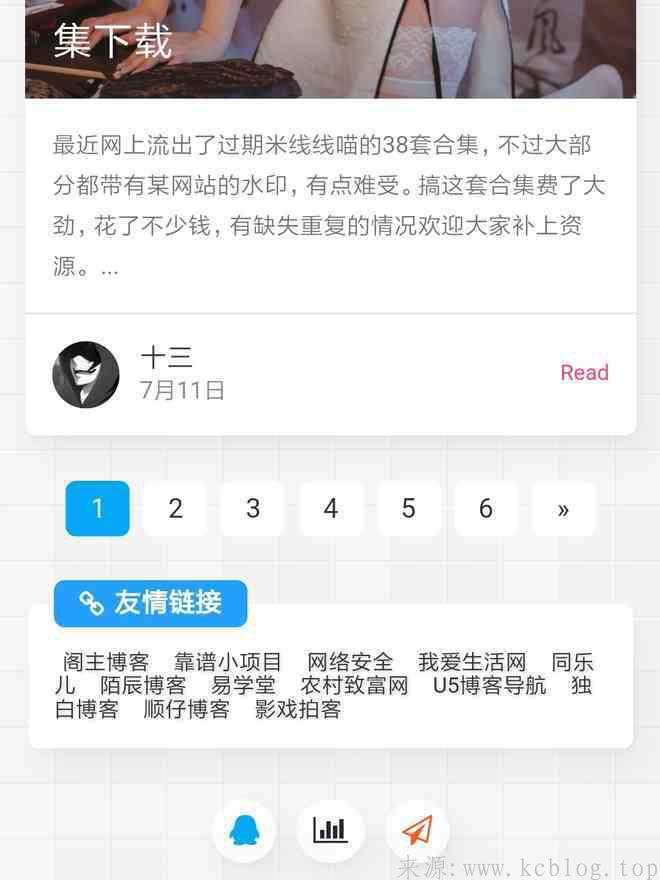 集下载
最近网上流出了过期米线线喵的38套合集，不过大部
分都带有某网站的水印，有点难受。搞这套合集费了大
劲，花了不少钱，有缺失重复的情况欢迎大家补上资
源。...
十三
7月11日
Read
1 2 3 4 5 6 »
友情链接
阁主博客 靠谱小项目 网络安全 我爱生活网 同乐
儿 陌辰博客 易学堂 农村致富网 U5博客导航 独
白博客 顺仔博客 影戏拍客
来源:www.kcblog.top